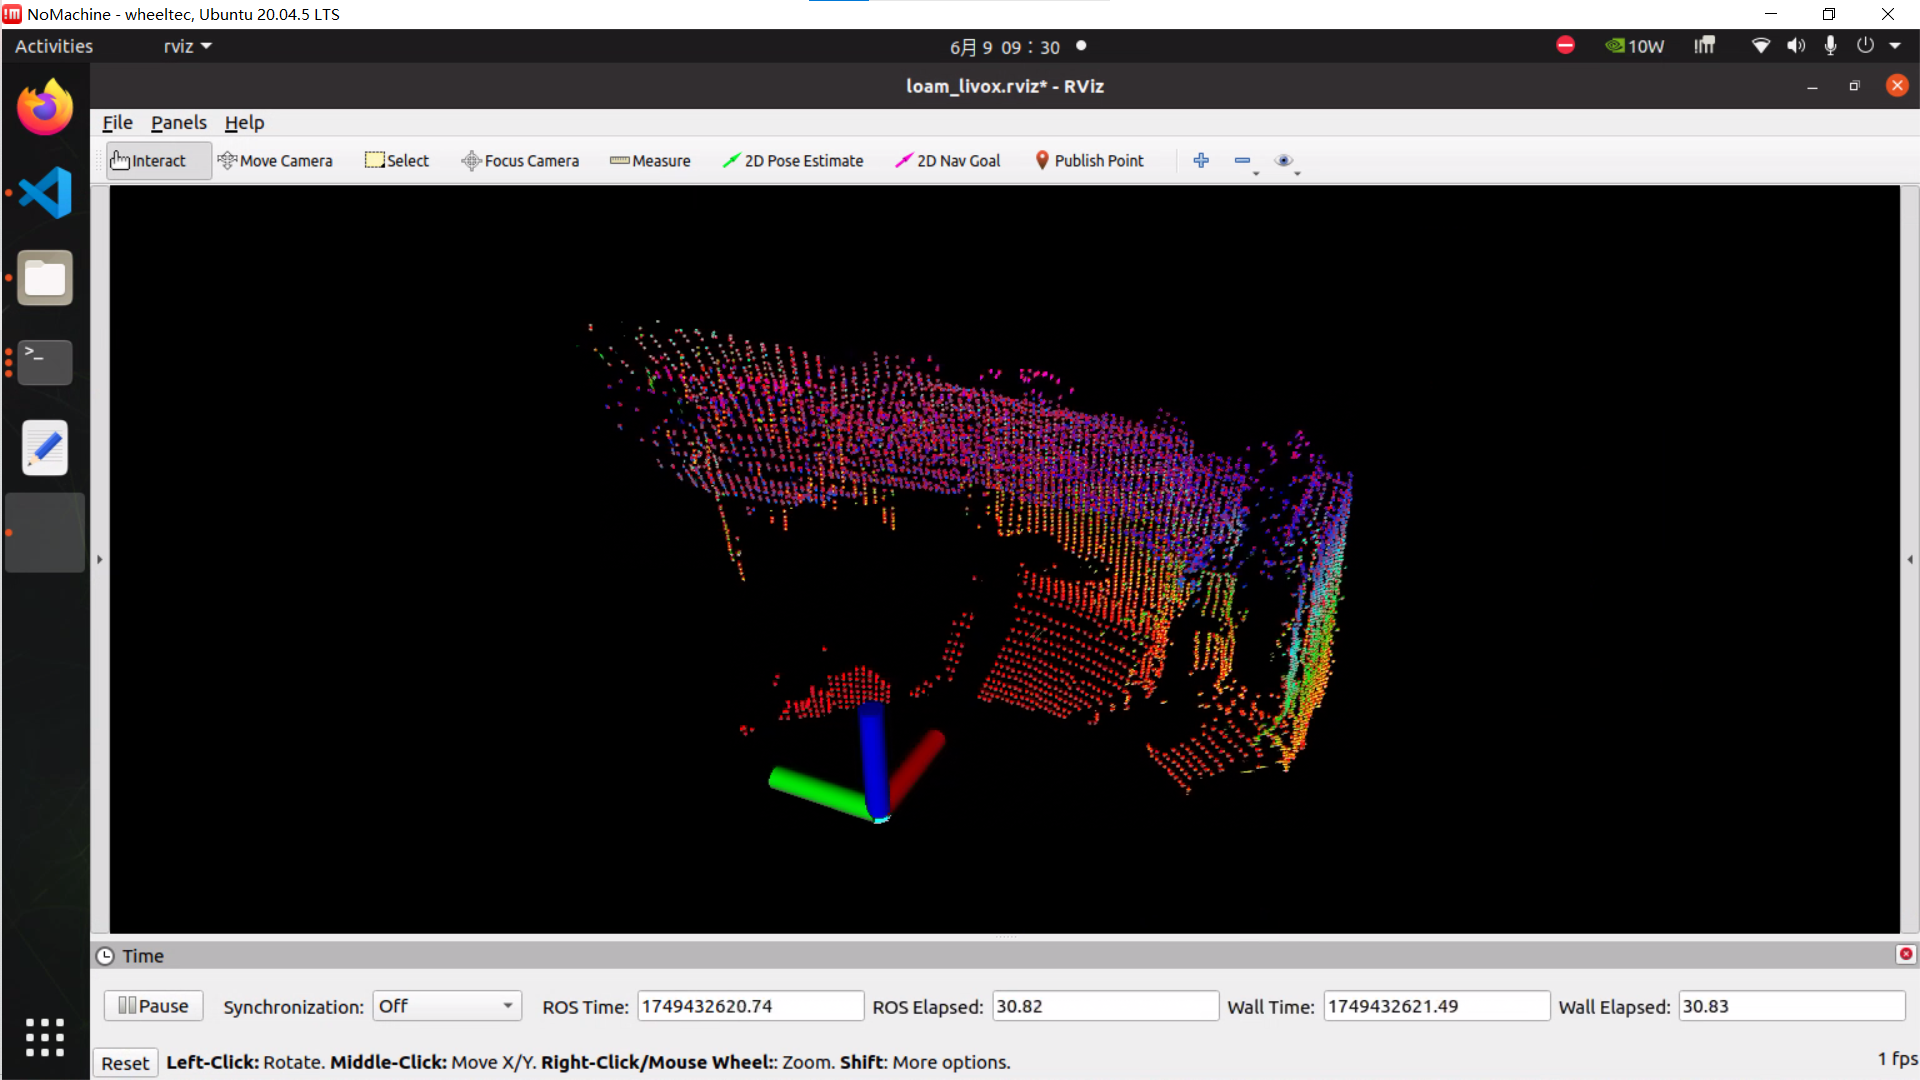 NoMachine - wheeltec, Ubuntu 20.04.5 LTS
Activities rviz 6月 9 09：30 10W
loam_livox.rviz* - RViz
File Panels Help
Interact Move Camera Select Focus Camera Measure 2D Pose Estimate 2D Nav Goal Publish Point
Time
Pause Synchronization: Off ROS Time: 1749432620.74 ROS Elapsed: 30.82 Wall Time: 1749432621.49 Wall Elapsed: 30.83
Reset Left-Click: Rotate. Middle-Click: Move X/Y. Right-Click/Mouse Wheel:: Zoom. Shift: More options. 1 fps